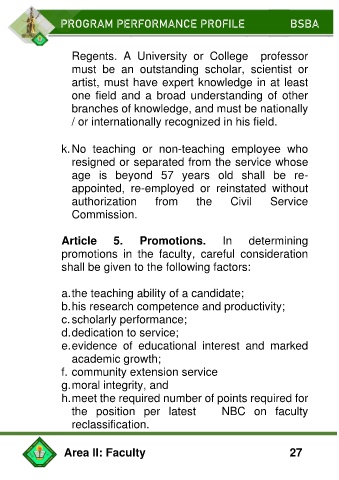 PROGRAM PERFORMANCE PROFILE BSBA
Regents. A University or College professor
must be an outstanding scholar, scientist or
artist, must have expert knowledge in at least
one field and a broad understanding of other
branches of knowledge, and must be nationally
/ or internationally recognized in his field.
k. No teaching or non-teaching employee who
resigned or separated from the service whose
age is beyond 57 years old shall be re-
appointed, re-employed or reinstated without
authorization from the Civil Service
Commission.
Article 5. Promotions. In determining
promotions in the faculty, careful consideration
shall be given to the following factors:
a. the teaching ability of a candidate;
b. his research competence and productivity;
c. scholarly performance;
d. dedication to service;
e. evidence of educational interest and marked
academic growth;
f. community extension service
g. moral integrity, and
h. meet the required number of points required for
the position per latest NBC on faculty
reclassification.
Area II: Faculty 27